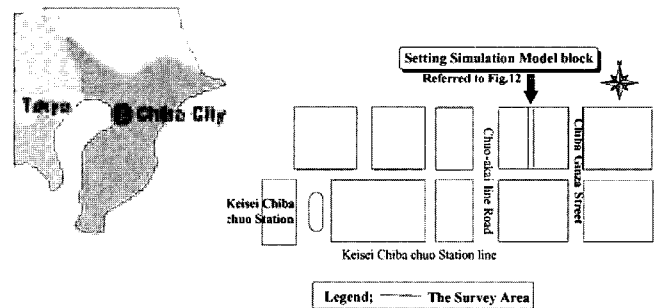 Tokyo
Chiba City
Setting Simulation Model block
Referred to Fig.12
Chuo-akai line Road
Chiba Ginza Street
Keisei Chiba
chuo Station
Keisei Chiba chuo Station line
Legend; —— The Survey Area